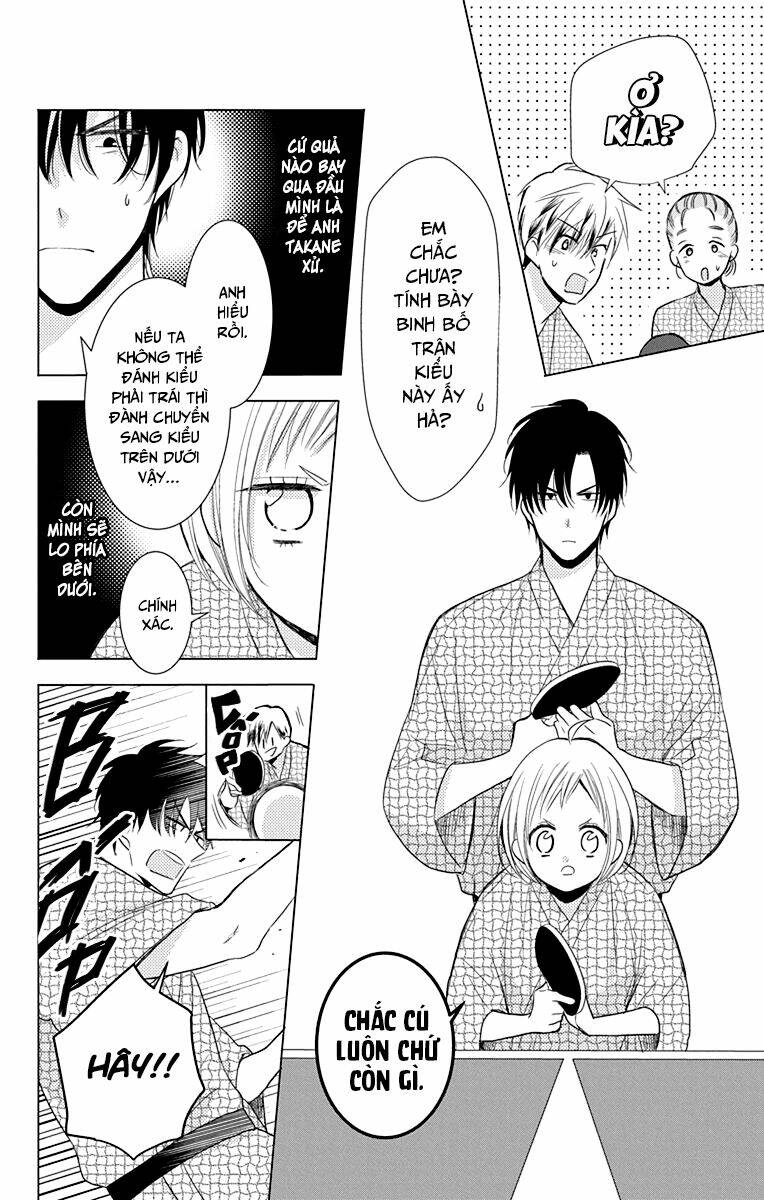 Ơ
KÌA?
EM
CHẮC
CHƯA?
TÍNH BÀY
BINH BỐ
TRẬN
KIỂU
NÀY ẤY
HẢ?
CHẮC CÚ
LUÔN CHỨ
CÒN GÌ.
CỨ QUẢ
NÀO BAY
QUA ĐẦU
MÌNH LÀ
ĐỂ ANH
TAKANE
XỬ.
ANH
HIỂU
RỒI.
NẾU TA
KHÔNG THỂ
ĐÁNH KIỂU
PHẢI TRÁI THÌ
ĐÀNH CHUYỂN
SANG KIỂU
TRÊN DƯỚI
VẬY...
CÒN
MÌNH SẼ
LO PHÍA
BÊN
DƯỚI.
CHÍNH
XÁC.
CỐP
BỐP
HÂY!!